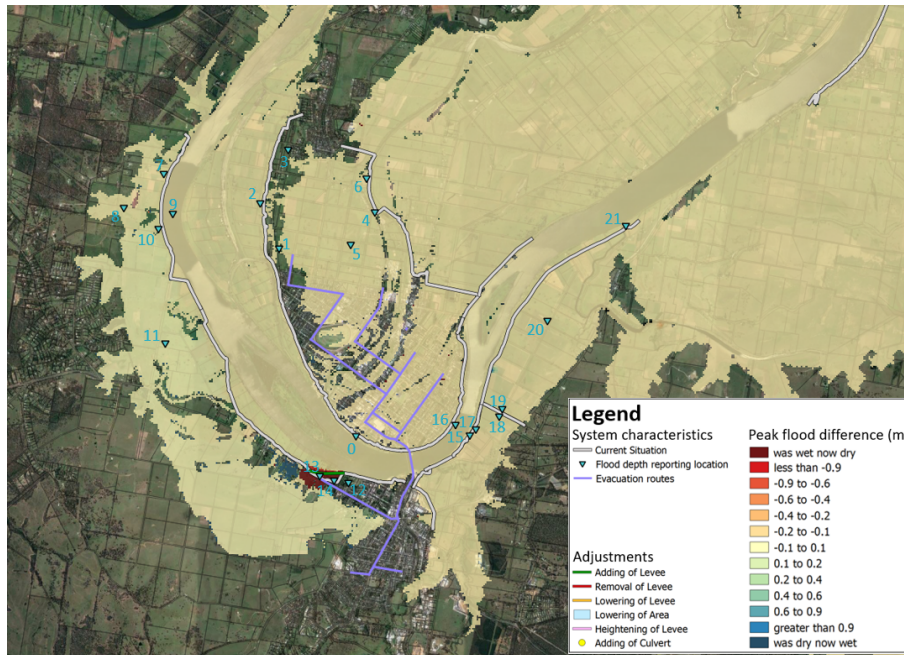 3
7
6
2
8
9
4
21
10
1
5
11
20
19
16
17
18
0
15
13
14
12
Legend
System characteristics
Current Situation
Flood depth reporting location
Evacuation routes
Adjustments
Adding of Levee
Removal of Levee
Lowering of Levee
Lowering of Area
Heightening of Levee
Adding of Culvert
Peak flood difference (m
was wet now dry
less than -0.9
-0.9 to -0.6
-0.6 to -0.4
-0.4 to -0.2
-0.2 to -0.1
-0.1 to 0.1
0.1 to 0.2
0.2 to 0.4
0.4 to 0.6
0.6 to 0.9
greater than 0.9
was dry now wet